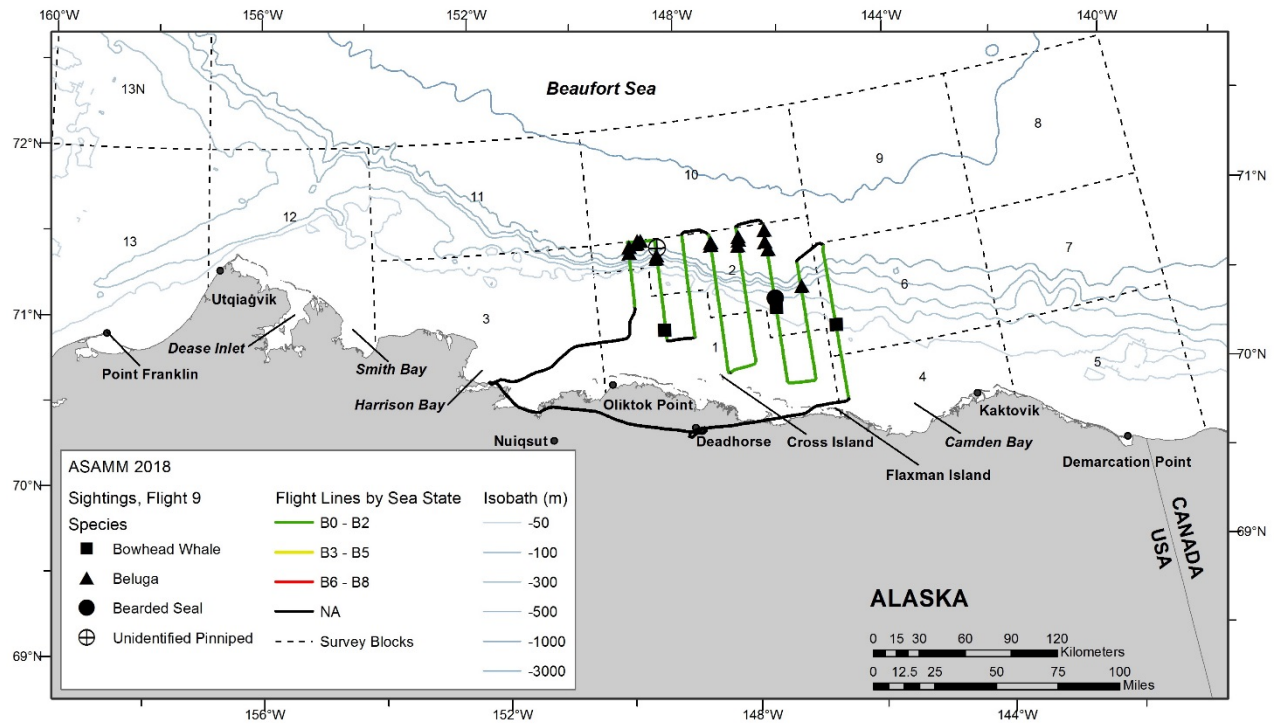 160°W 156°W 152°W 148°W 144°W 140°W
72°N
71°N
70°N
69°N
71°N
70°N
69°N
Beaufort Sea
13N
8
9
10
11
12
13
7
2
6
3
1
5
4
Utqiaġvik
Dease Inlet
Smith Bay
Point Franklin
Harrison Bay
Oliktok Point
Nuiqsut
Deadhorse
Cross Island
Flaxman Island
Camden Bay
Kaktovik
Demarcation Point
CANADA
USA
ASAMM 2018
Sightings, Flight 9
Species
Bowhead Whale
Beluga
Bearded Seal
Unidentified Pinniped
Flight Lines by Sea State
B0 - B2
B3 - B5
B6 - B8
NA
Survey Blocks
Isobath (m)
-50
-100
-300
-500
-1000
-3000
ALASKA
0 15 30 60 90 120
Kilometers
0 12.5 25 50 75 100
Miles
156°W 152°W 148°W 144°W